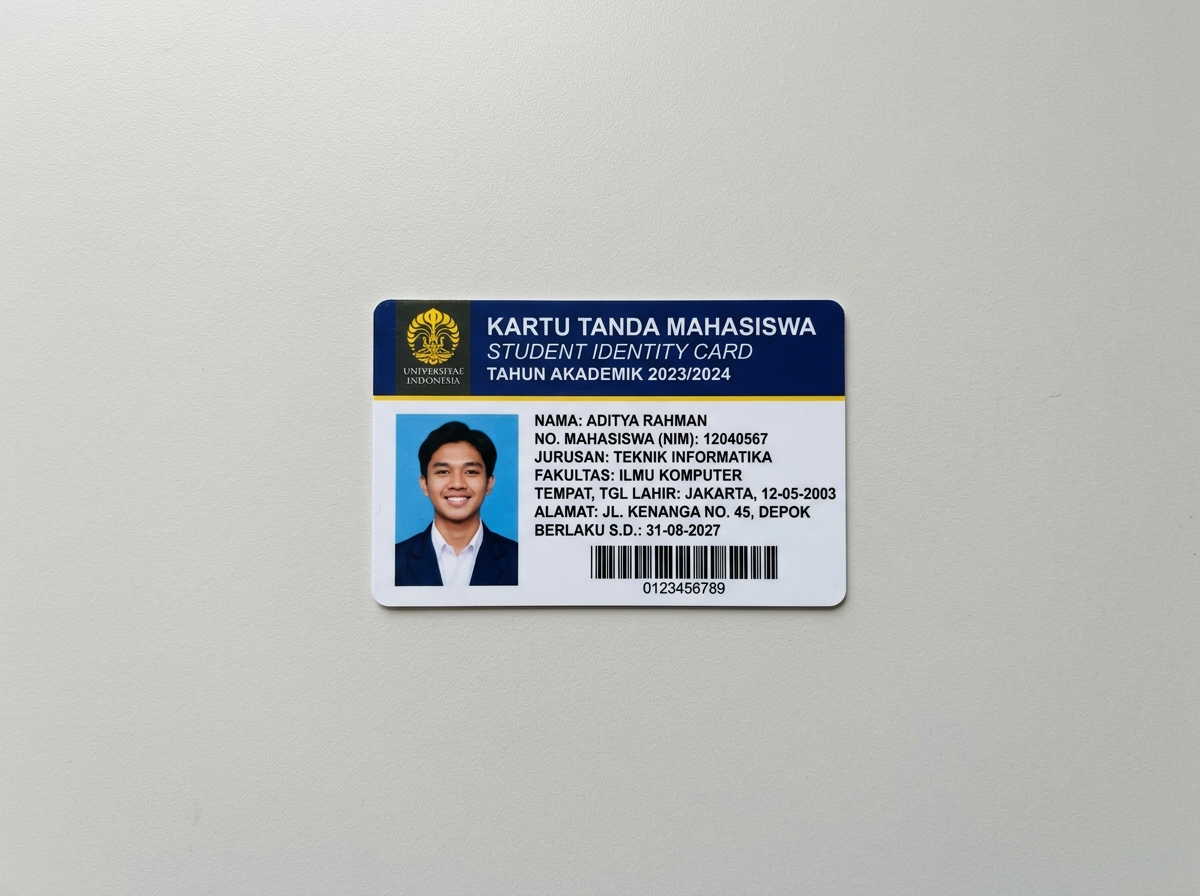 UNIVERSIYAE
INDONESIA
KARTU TANDA MAHASISWA
STUDENT IDENTITY CARD
TAHUN AKADEMIK 2023/2024
NAMA: ADITYA RAHMAN
NO. MAHASISWA (NIM): 12040567
JURUSAN: TEKNIK INFORMATIKA
FAKULTAS: ILMU KOMPUTER
TEMPAT, TGL LAHIR: JAKARTA, 12-05-2003
ALAMAT: JL. KENANGA NO. 45, DEPOK
BERLAKU S.D.: 31-08-2027
0123456789